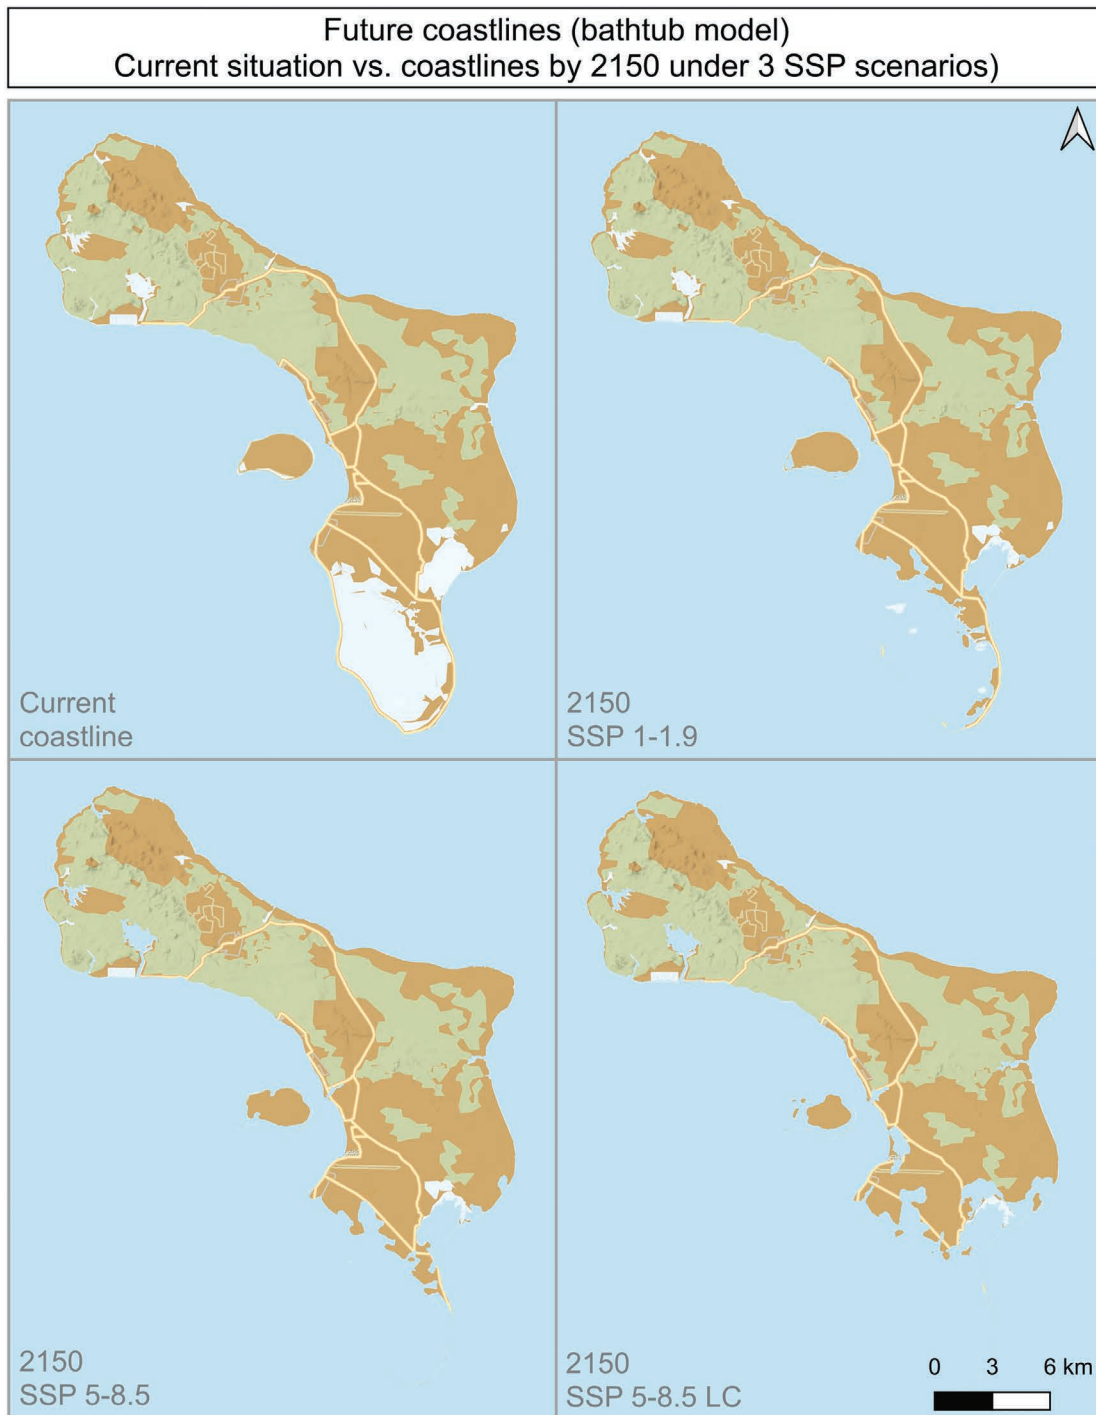 Future coastlines (bathtub model)
Current situation vs. coastlines by 2150 under 3 SSP scenarios)
Current
coastline
2150
SSP 1-1.9
2150
SSP 5-8.5
2150
SSP 5-8.5 LC
0 3 6 km